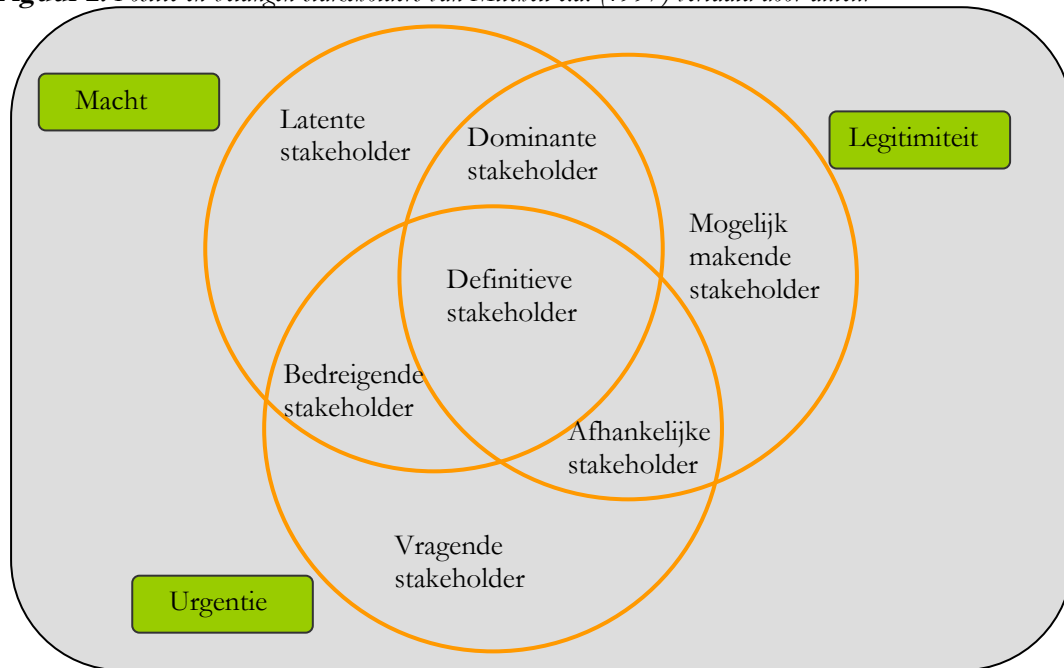 Macht
Latente
stakeholder
Dominante
stakeholder
Legitimiteit
Mogelijk
makende
stakeholder
Definitieve
stakeholder
Bedreigende
stakeholder
Afhankelijke
stakeholder
Vragende
stakeholder
Urgentie